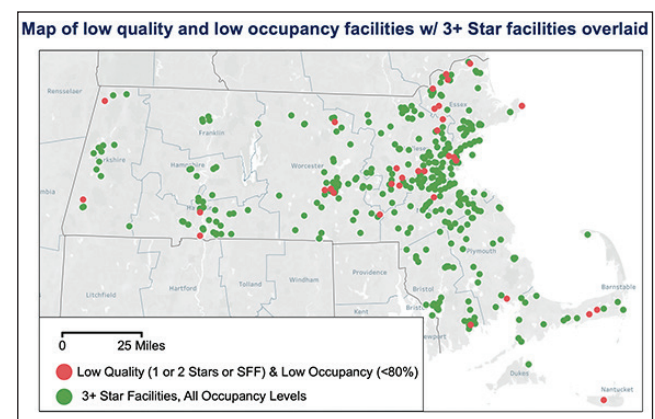 Map of low quality and low occupancy facilities w/ 3+ Star facilities overlaid
Rensselaer
Essex
Franklin
Worcester
Plymouth
Barnstable
Litchfield
Hartford
Tolland
Windham
Providence
Bristol
Kent
Dukes
Nantucket
0 25 Miles
Low Quality (1 or 2 Stars or SFF) & Low Occupancy (<80%)
3+ Star Facilities, All Occupancy Levels